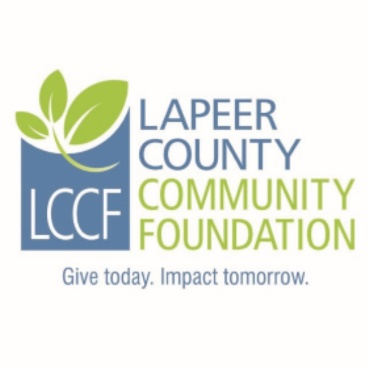 LCCF
LAPEER
COUNTY
COMMUNITY
FOUNDATION
Give today. Impact tomorrow.